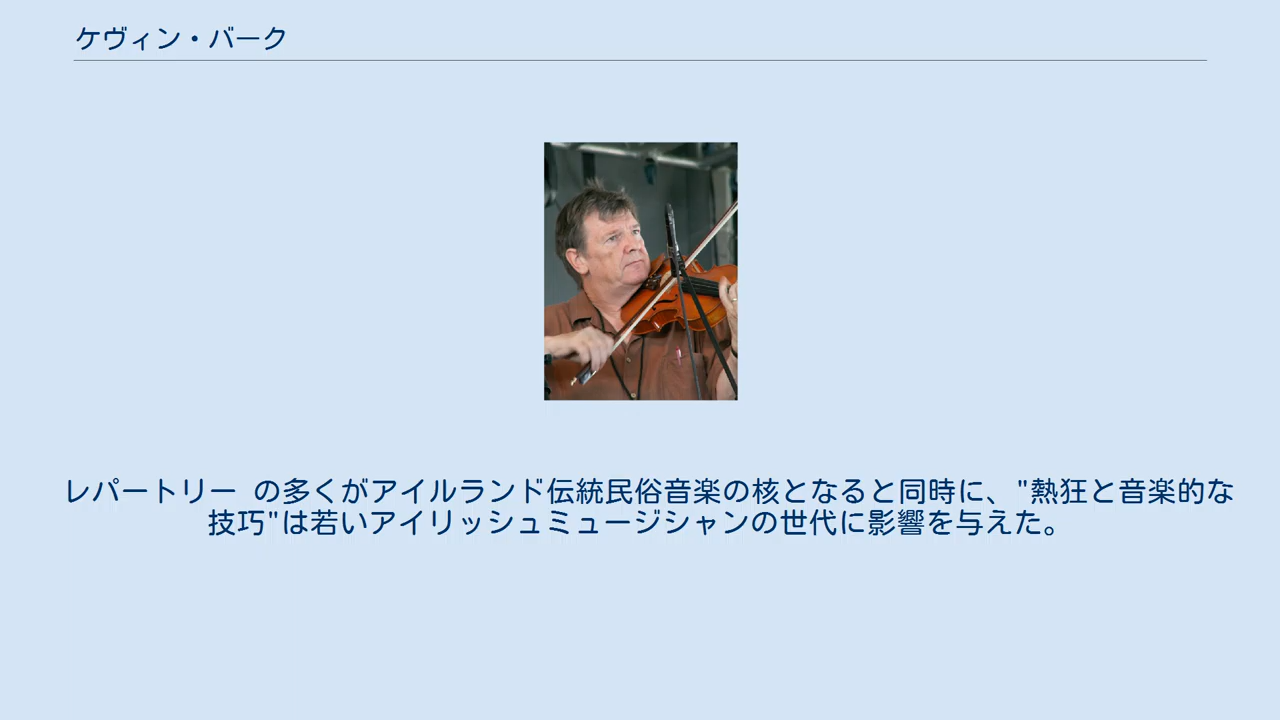 ケヴィン・バーク
レパートリー の多くがアイルランド伝統民俗音楽の核となると同時に、"熱狂と音楽的な
技巧"は若いアイリッシュミュージシャンの世代に影響を与えた。